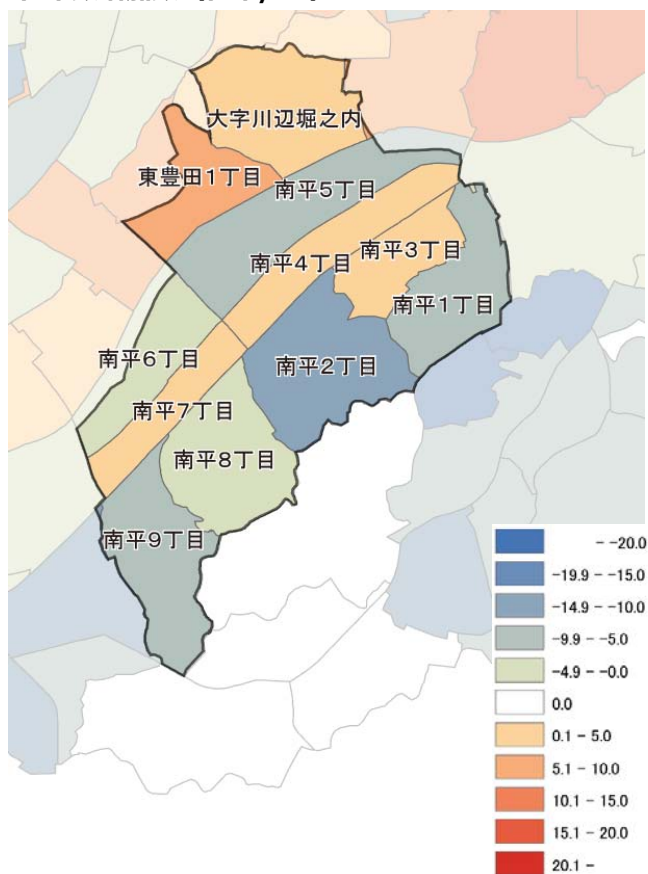 大字川辺堀之内
東豊田1丁目
南平5丁目
南平4丁目
南平3丁目
南平1丁目
南平6丁目
南平2丁目
南平7丁目
南平8丁目
南平9丁目
- -20.0
-19.9 - -15.0
-14.9 - -10.0
-9.9 - -5.0
-4.9 - -0.0
0.0
0.1 - 5.0
5.1 - 10.0
10.1 - 15.0
15.1 - 20.0
20.1 -